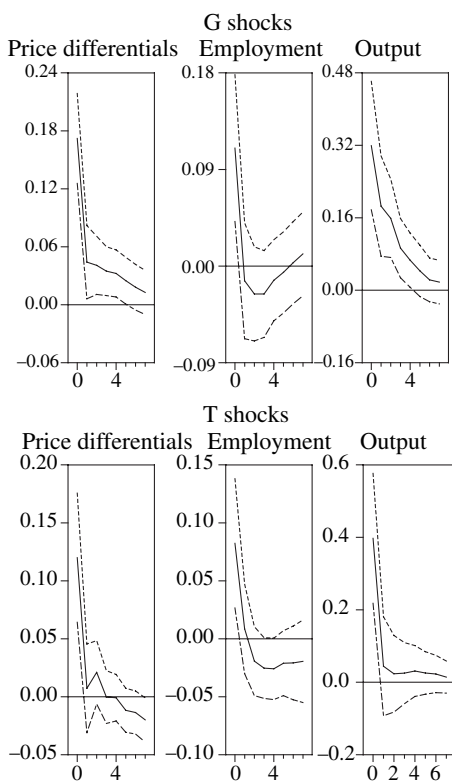 G shocks
Price differentials Employment Output
0.24 0.18 0.48
0.18
0.32
0.12 0.09
0.06 0.16
0.00
0.00 0.00
−0.06 −0.09 −0.16
0 4 0 4 0 4
T shocks
Price differentials Employment Output
0.20 0.15 0.6
0.15 0.10 0.4
0.10
0.05
0.05 0.2
0.00
0.00 −0.05 0.0
−0.05 −0.10 −0.2
0 4 0 4 0 2 4 6